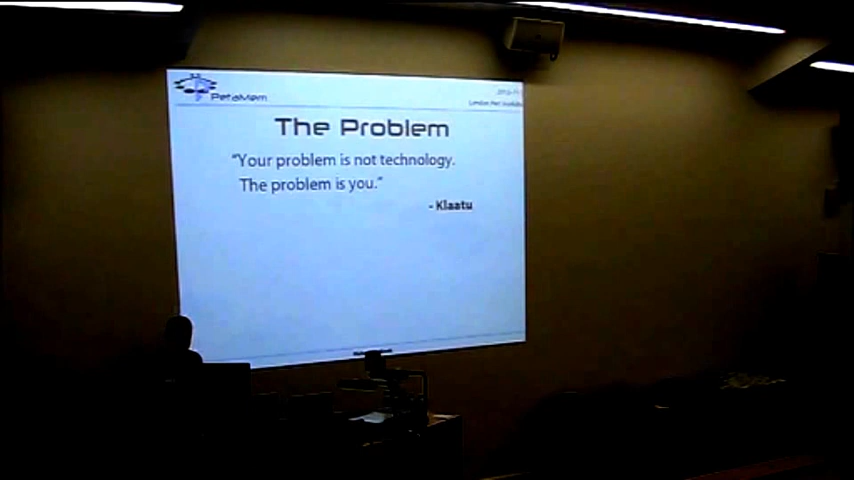 PetaMem
The Problem
"Your problem is not technology.
The problem is you."
- Klaatu